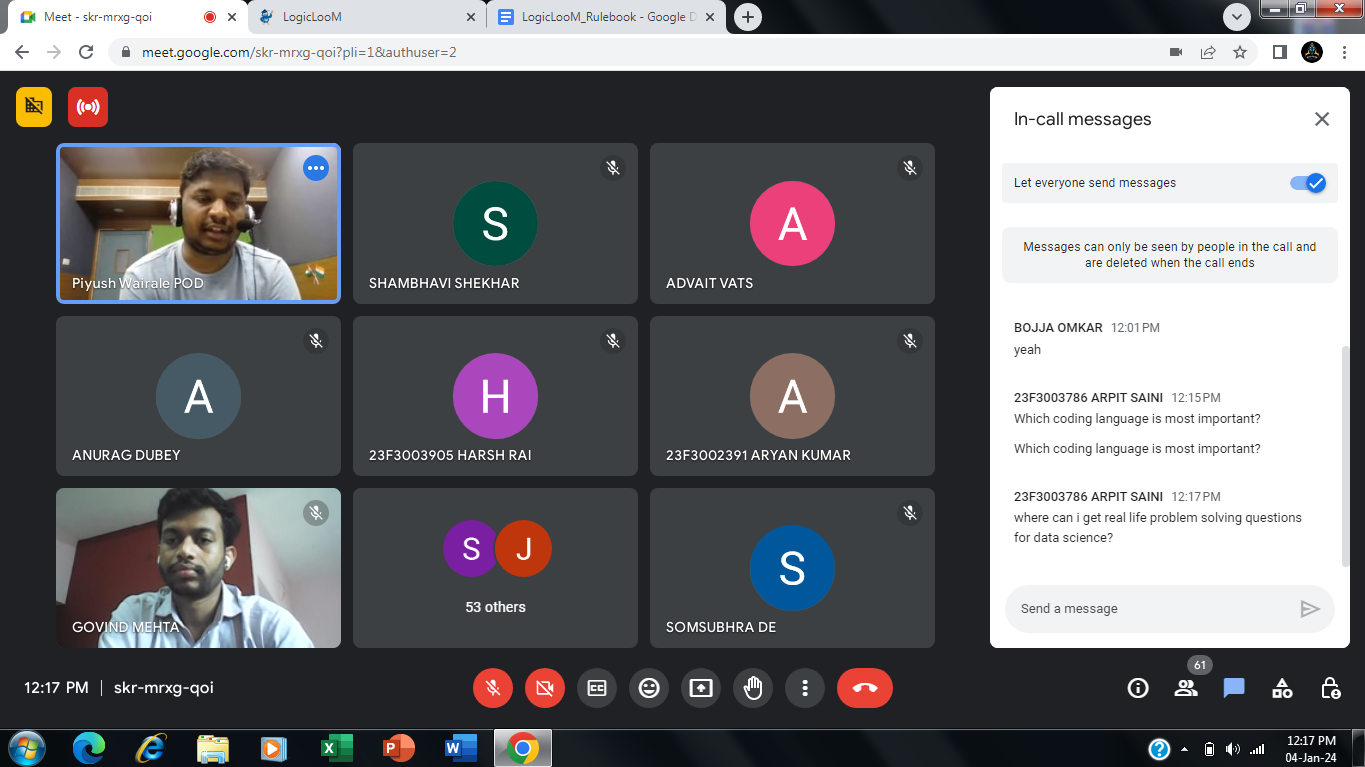 Meet - skr-mrxg-qoi
LogicLooM
LogicLooM_Rulebook - Google D
meet.google.com/skr-mrxg-qoi?pli=1&authuser=2
Piyush Wairale POD
S
SHAMBHAVI SHEKHAR
A
ADVAIT VATS
A
ANURAG DUBEY
H
23F3003905 HARSH RAI
A
23F3002391 ARYAN KUMAR
GOVIND MEHTA
S J
53 others
S
SOMSUBHRA DE
In-call messages
Let everyone send messages
Messages can only be seen by people in the call and
are deleted when the call ends
BOJJA OMKAR 12:01 PM
yeah
23F3003786 ARPIT SAINI 12:15 PM
Which coding language is most important?
Which coding language is most important?
23F3003786 ARPIT SAINI 12:17 PM
where can i get real life problem solving questions
for data science?
Send a message
12:17 PM | skr-mrxg-qoi
61
12:17 PM
04-Jan-24